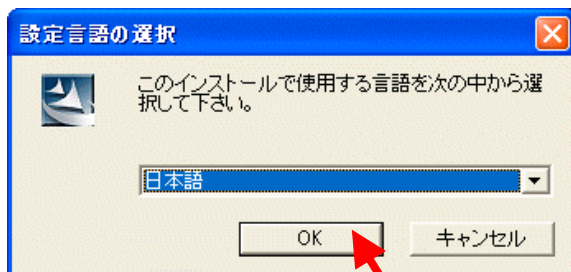 設定言語の選択
このインストールで使用する言語を次の中から選
択して下さい。
日本語
OK
キャンセル